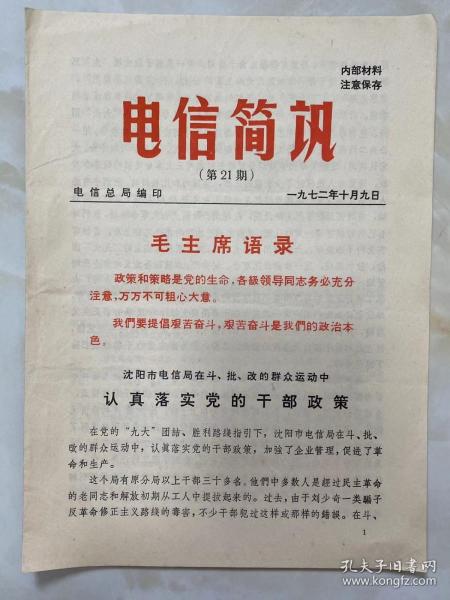 内部材料
注意保存
电信简讯
(第21期)
电信总局编印 一九七二年十月九日
毛主席语录
政策和策略是党的生命，各级领导同志务必充分
注意，万万不可粗心大意。
我們要提倡艰苦奋斗，艰苦奋斗是我們的政治本
色。
沈阳市电信局在斗、批、改的群众运动中
认真落实党的干部政策
在党的“九大”团结、胜利路线指引下，沈阳市电信局在斗、批、
改的群众运动中，认真落实党的干部政策，加强了企业管理，促进了革
命和生产。
这个局有原分局以上干部三十多名。他們中多数人是經过民主革命
的老同志和解放初期从工人中提拔起来的。过去，由于刘少奇一类騙子
反革命修正主义路线的毒害，不少干部犯过这样或那样的錯誤。在斗、
1
孔夫子旧书网
www.kongfz.com